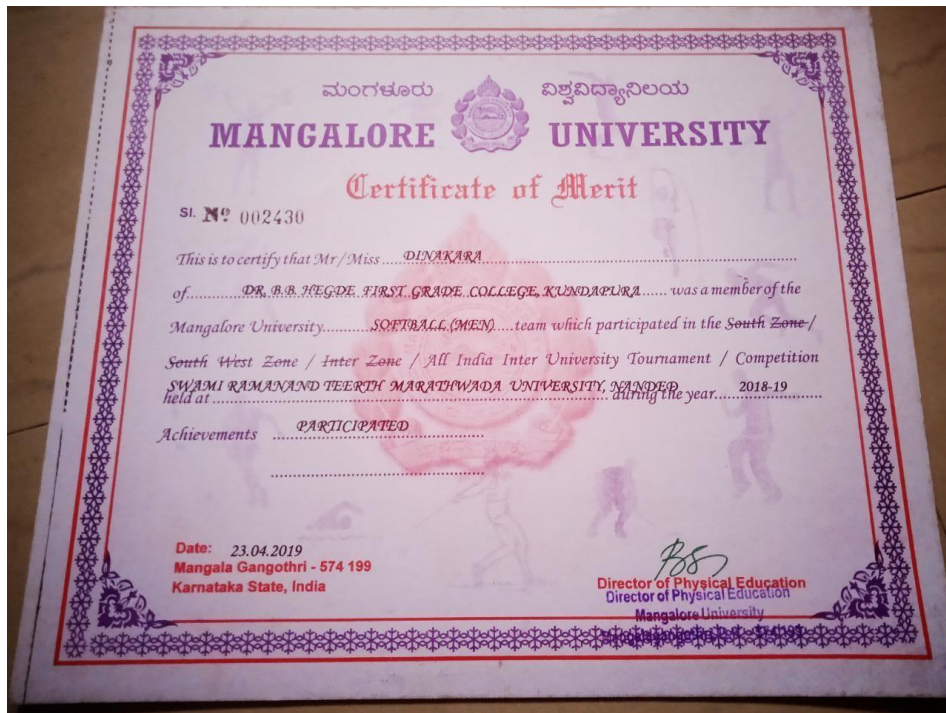 ಮಂಗಳೂರು ವಿಶ್ವವಿದ್ಯಾನಿಲಯ
MANGALORE UNIVERSITY
Certificate of Merit
Sl. Nº 002430
This is to certify that Mr/Miss....DINAKARA....
of....DR. B.B. HEGDE FIRST GRADE COLLEGE, KUNDAPURA....was a member of the
Mangalore University....SOFTBALL (MEN)....team which participated in the South Zone /
South West Zone / Inter Zone / All India Inter University Tournament / Competition
SWAMI RAMANAND TEERTH MARATHWADA UNIVERSITY, NANDED 2018-19
held at.... during the year....
Achievements ....PARTICIPATED....
Date: 23.04.2019
Mangala Gangothri - 574 199
Karnataka State, India
Director of Physical Education
Director of Physical Education
Mangalore University